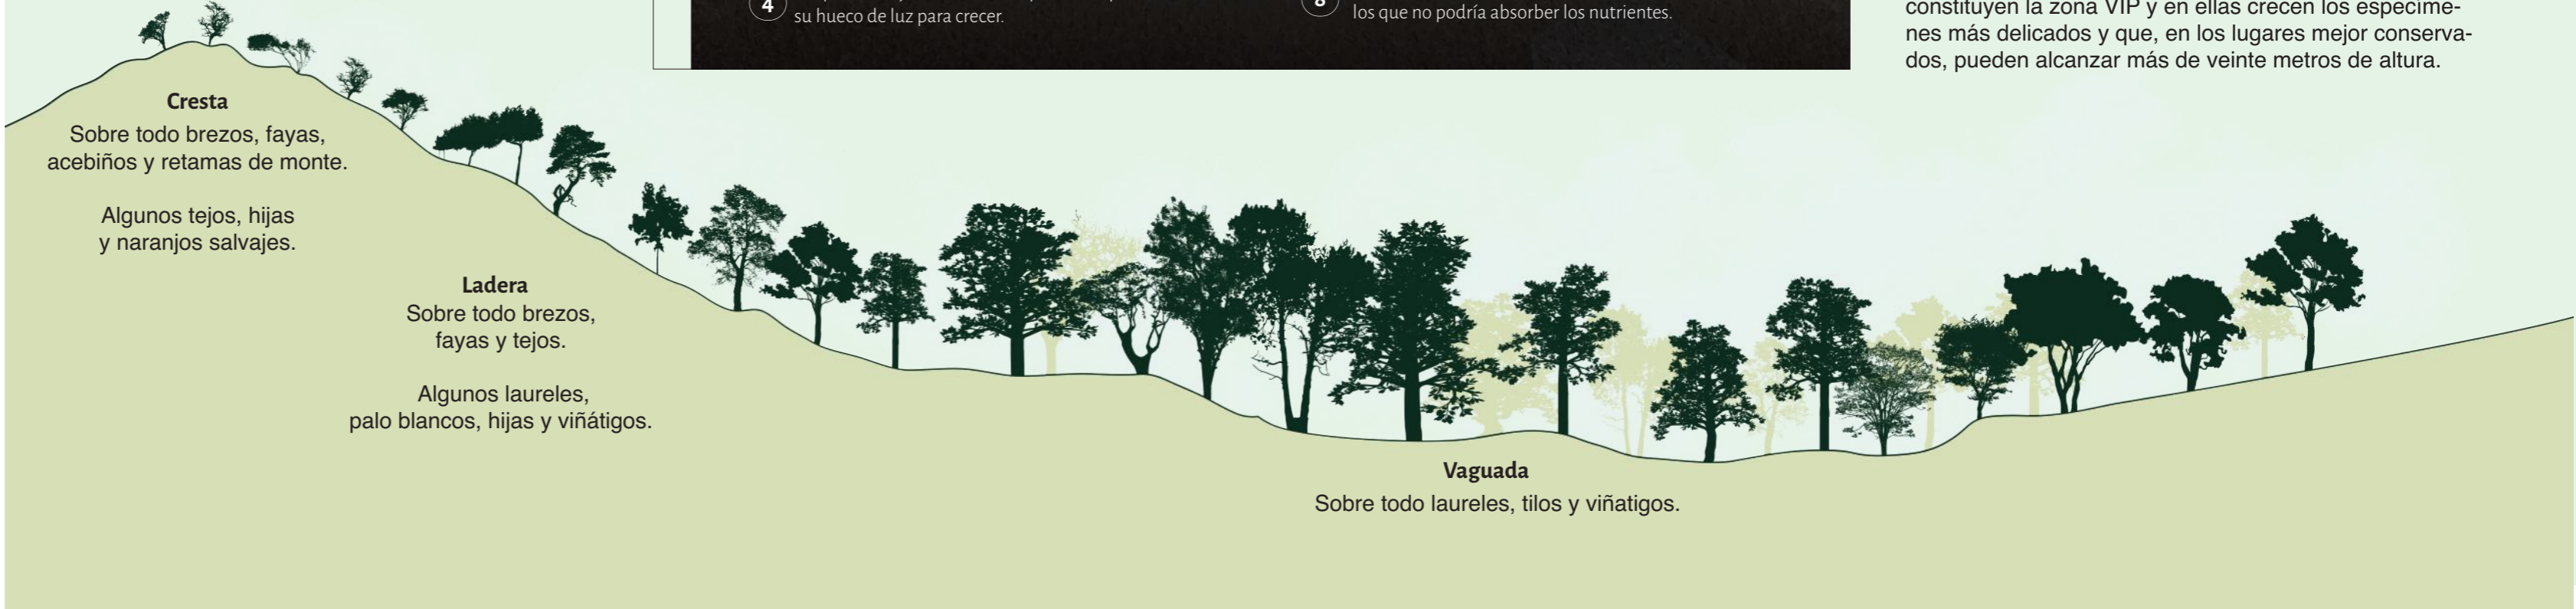 4
su hueco de luz para crecer.
8
los que no podría absorber los nutrientes.
constituyen la zona VIP y en ellas crecen los especíme-
nes más delicados y que, en los lugares mejor conserva-
dos, pueden alcanzar más de veinte metros de altura.
Cresta
Sobre todo brezos, fayas,
acebiños y retamas de monte.
Algunos tejos, hijas
y naranjos salvajes.
Ladera
Sobre todo brezos,
fayas y tejos.
Algunos laureles,
palo blancos, hijas y viñátigos.
Vaguada
Sobre todo laureles, tilos y viñatigos.